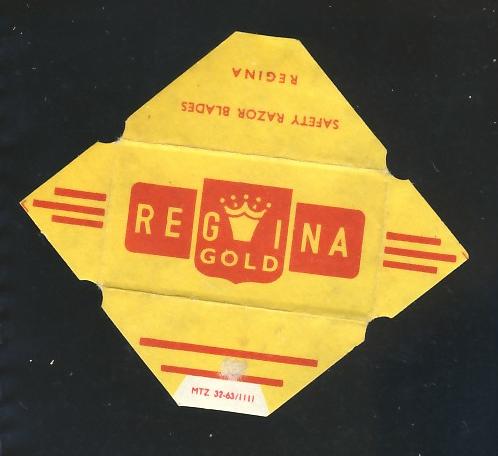 REGINA
SAFETY RAZOR BLADES
REGINA
GOLD
MTZ 32-63/1111